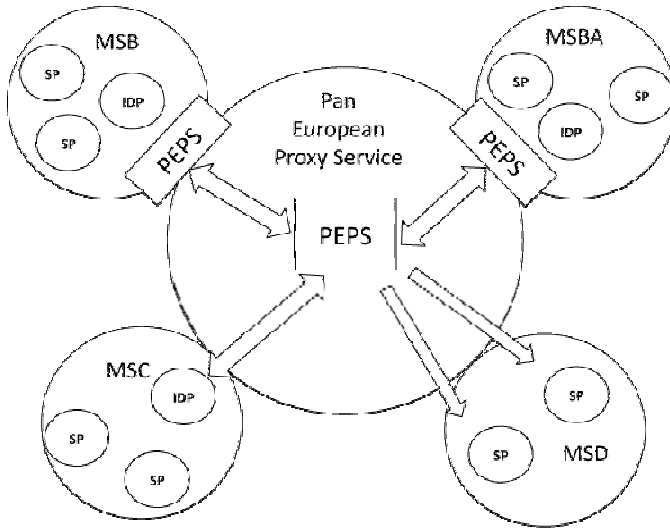 MSB
SP
IDP
SP
PEPS
Pan
European
Proxy Service
PEPS
MSBA
SP
SP
IDP
PEPS
MSC
IDP
SP
SP
SP
SP
MSD